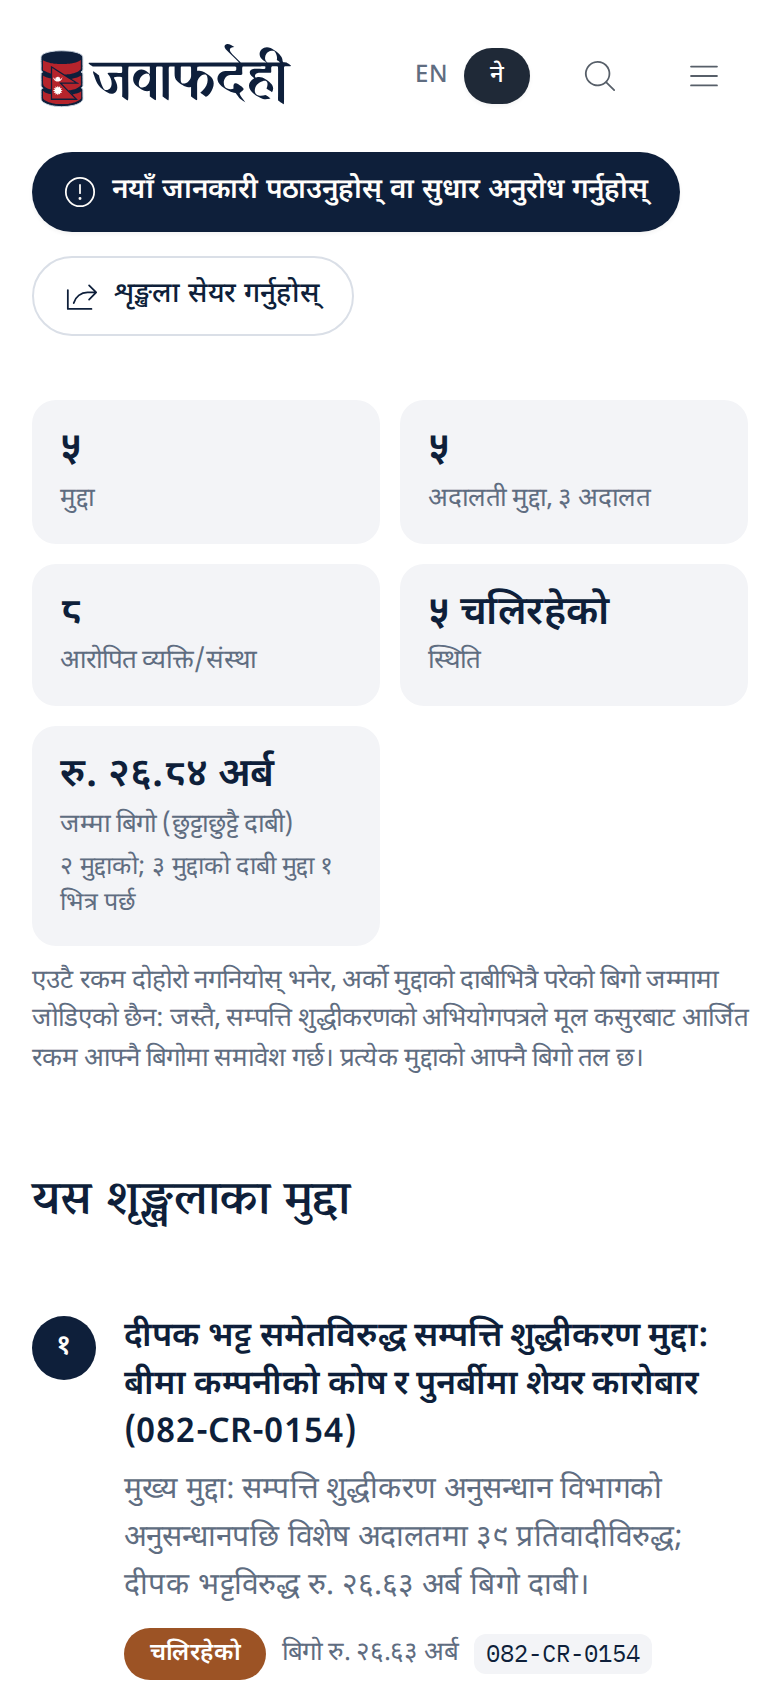 जवाफदेही
EN ने
नयाँ जानकारी पठाउनुहोस् वा सुधार अनुरोध गर्नुहोस्
शृङ्खला सेयर गर्नुहोस्
५
मुद्दा
५
अदालती मुद्दा, ३ अदालत
८
आरोपित व्यक्ति/संस्था
५ चलिरहेको
स्थिति
रु. २६.८४ अर्ब
जम्मा बिगो (छुट्टाछुट्टै दाबी)
२ मुद्दाको; ३ मुद्दाको दाबी मुद्दा १
भित्र पर्छ
एउटै रकम दोहोरो नगनियोस् भनेर, अर्को मुद्दाको दाबीभित्रै परेको बिगो जम्मामा
जोडिएको छैन: जस्तै, सम्पत्ति शुद्धीकरणको अभियोगपत्रले मूल कसुरबाट आर्जित
रकम आफ्नै बिगोमा समावेश गर्छ। प्रत्येक मुद्दाको आफ्नै बिगो तल छ।
यस शृङ्खलाका मुद्दा
१
दीपक भट्ट समेतविरुद्ध सम्पत्ति शुद्धीकरण मुद्दा:
बीमा कम्पनीको कोष र पुनर्बीमा शेयर कारोबार
(082-CR-0154)
मुख्य मुद्दा: सम्पत्ति शुद्धीकरण अनुसन्धान विभागको
अनुसन्धानपछि विशेष अदालतमा ३९ प्रतिवादीविरुद्ध;
दीपक भट्टविरुद्ध रु. २६.६३ अर्ब बिगो दाबी।
चलिरहेको बिगो रु. २६.६३ अर्ब 082-CR-0154